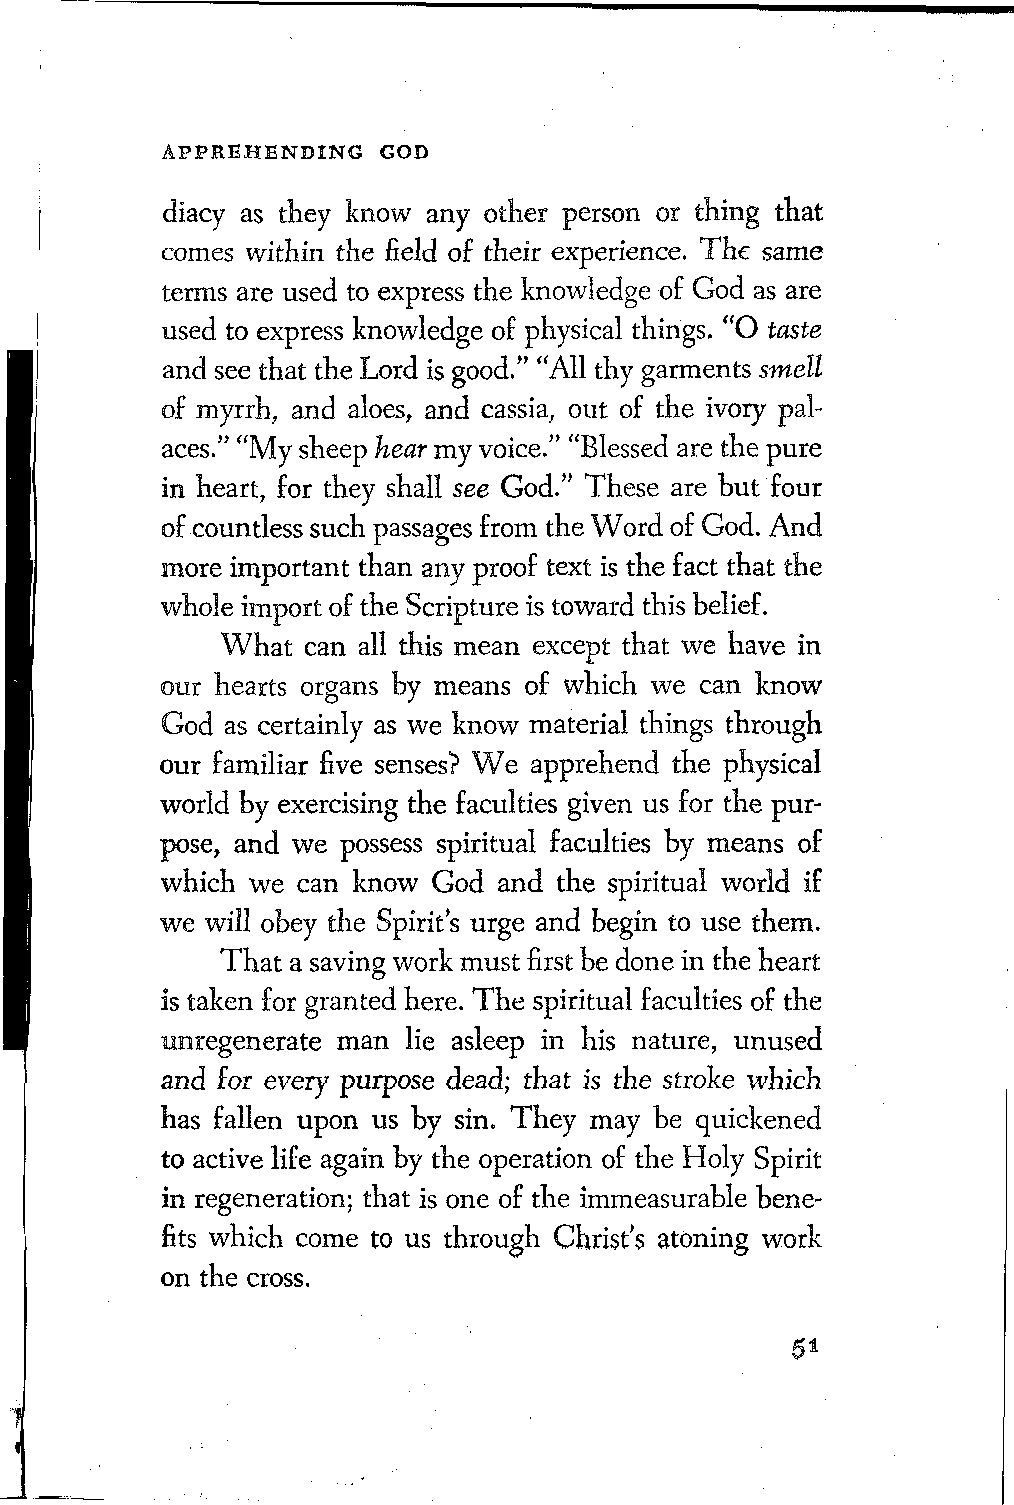 APPREHENDING GOD
diacy as they know any other person or thing that
comes within the field of their experience. The same
terms are used to express the knowledge of God as are
used to express knowledge of physical things. “O taste
and see that the Lord is good.” “All thy garments smell
of myrrh, and aloes, and cassia, out of the ivory pal-
aces.” “My sheep hear my voice.” “Blessed are the pure
in heart, for they shall see God.” These are but four
of countless such passages from the Word of God. And
more important than any proof text is the fact that the
whole import of the Scripture is toward this belief.
What can all this mean except that we have in
our hearts organs by means of which we can know
God as certainly as we know material things through
our familiar five senses? We apprehend the physical
world by exercising the faculties given us for the pur-
pose, and we possess spiritual faculties by means of
which we can know God and the spiritual world if
we will obey the Spirit’s urge and begin to use them.
That a saving work must first be done in the heart
is taken for granted here. The spiritual faculties of the
unregenerate man lie asleep in his nature, unused
and for every purpose dead; that is the stroke which
has fallen upon us by sin. They may be quickened
to active life again by the operation of the Holy Spirit
in regeneration; that is one of the immeasurable bene-
fits which come to us through Christ’s atoning work
on the cross.
51